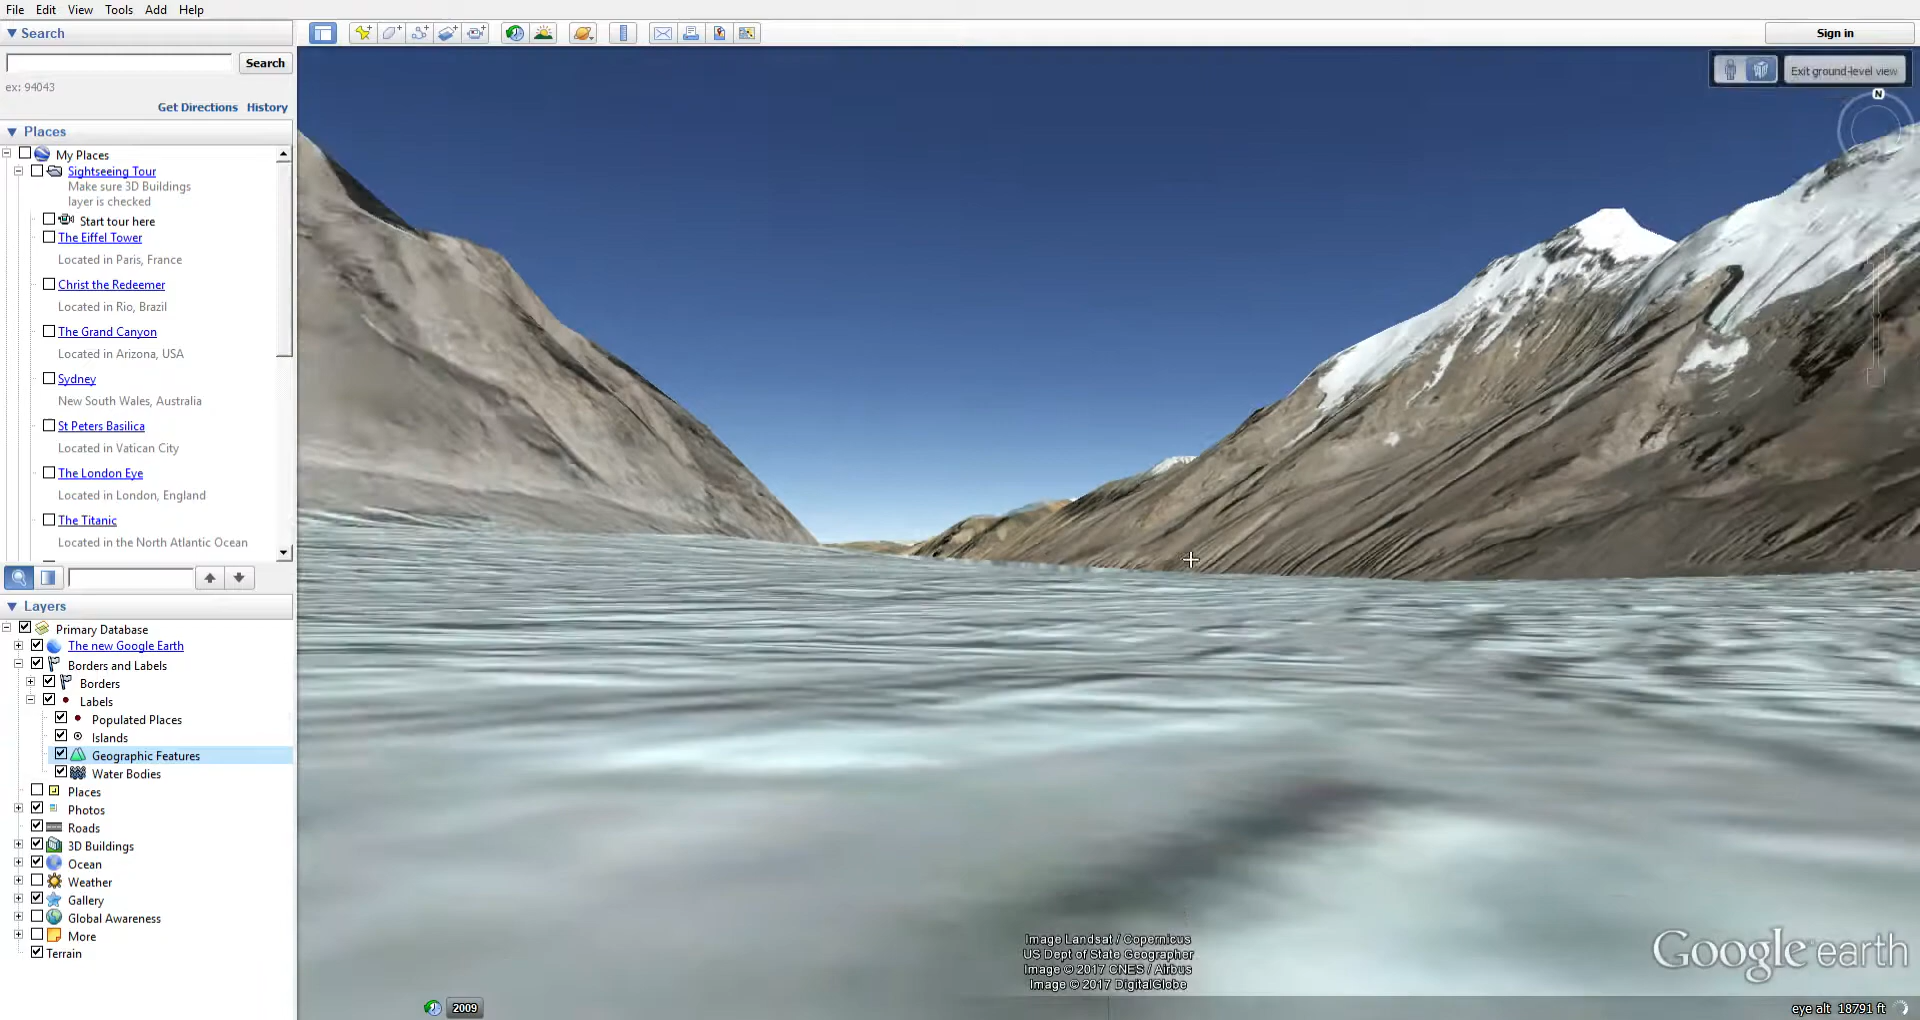 File Edit View Tools Add Help
Search
Search
ex: 94043
Get Directions History
Places
My Places
Sightseeing Tour
Make sure 3D Buildings
layer is checked
Start tour here
The Eiffel Tower
Located in Paris, France
Christ the Redeemer
Located in Rio, Brazil
The Grand Canyon
Located in Arizona, USA
Sydney
New South Wales, Australia
St Peters Basilica
Located in Vatican City
The London Eye
Located in London, England
The Titanic
Located in the North Atlantic Ocean
Layers
Primary Database
The new Google Earth
Borders and Labels
Borders
Labels
Populated Places
Islands
Geographic Features
Water Bodies
Places
Photos
Roads
3D Buildings
Ocean
Weather
Gallery
Global Awareness
More
Terrain
Sign in
Exit ground-level view
N
Image Landsat / Copernicus
US Dept of State Geographer
Image © 2017 CNES / Airbus
Image © 2017 DigitalGlobe
Google earth
2009
eye alt 18791 ft